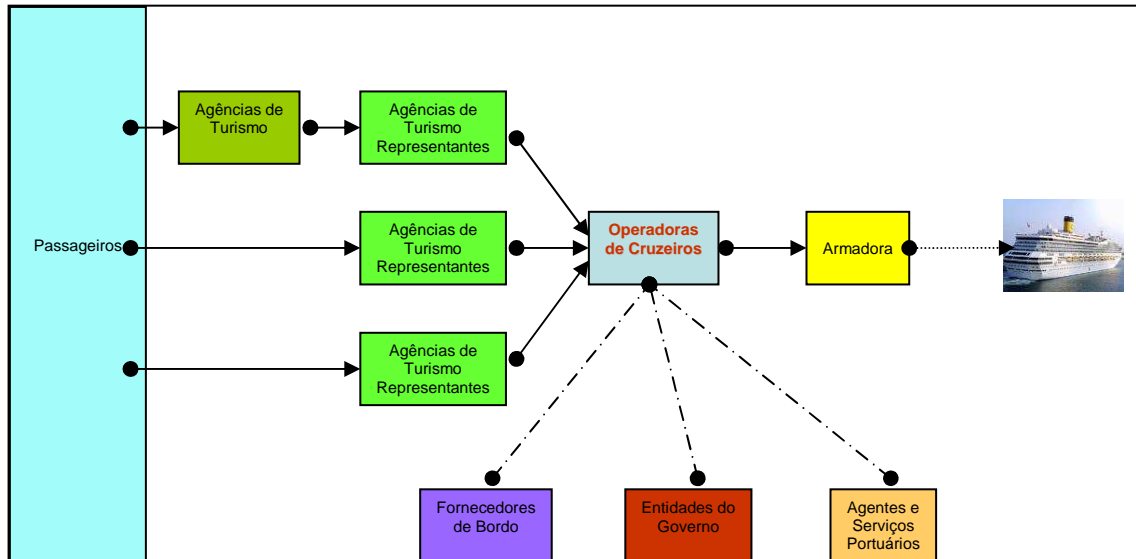 Agências de
Turismo
Agências de
Turismo
Representantes
Passageiros
Agências de
Turismo
Representantes
Operadoras
de Cruzeiros
Armadora
Agências de
Turismo
Representantes
Fornecedores
de Bordo
Entidades do
Governo
Agentes e
Serviços
Portuários